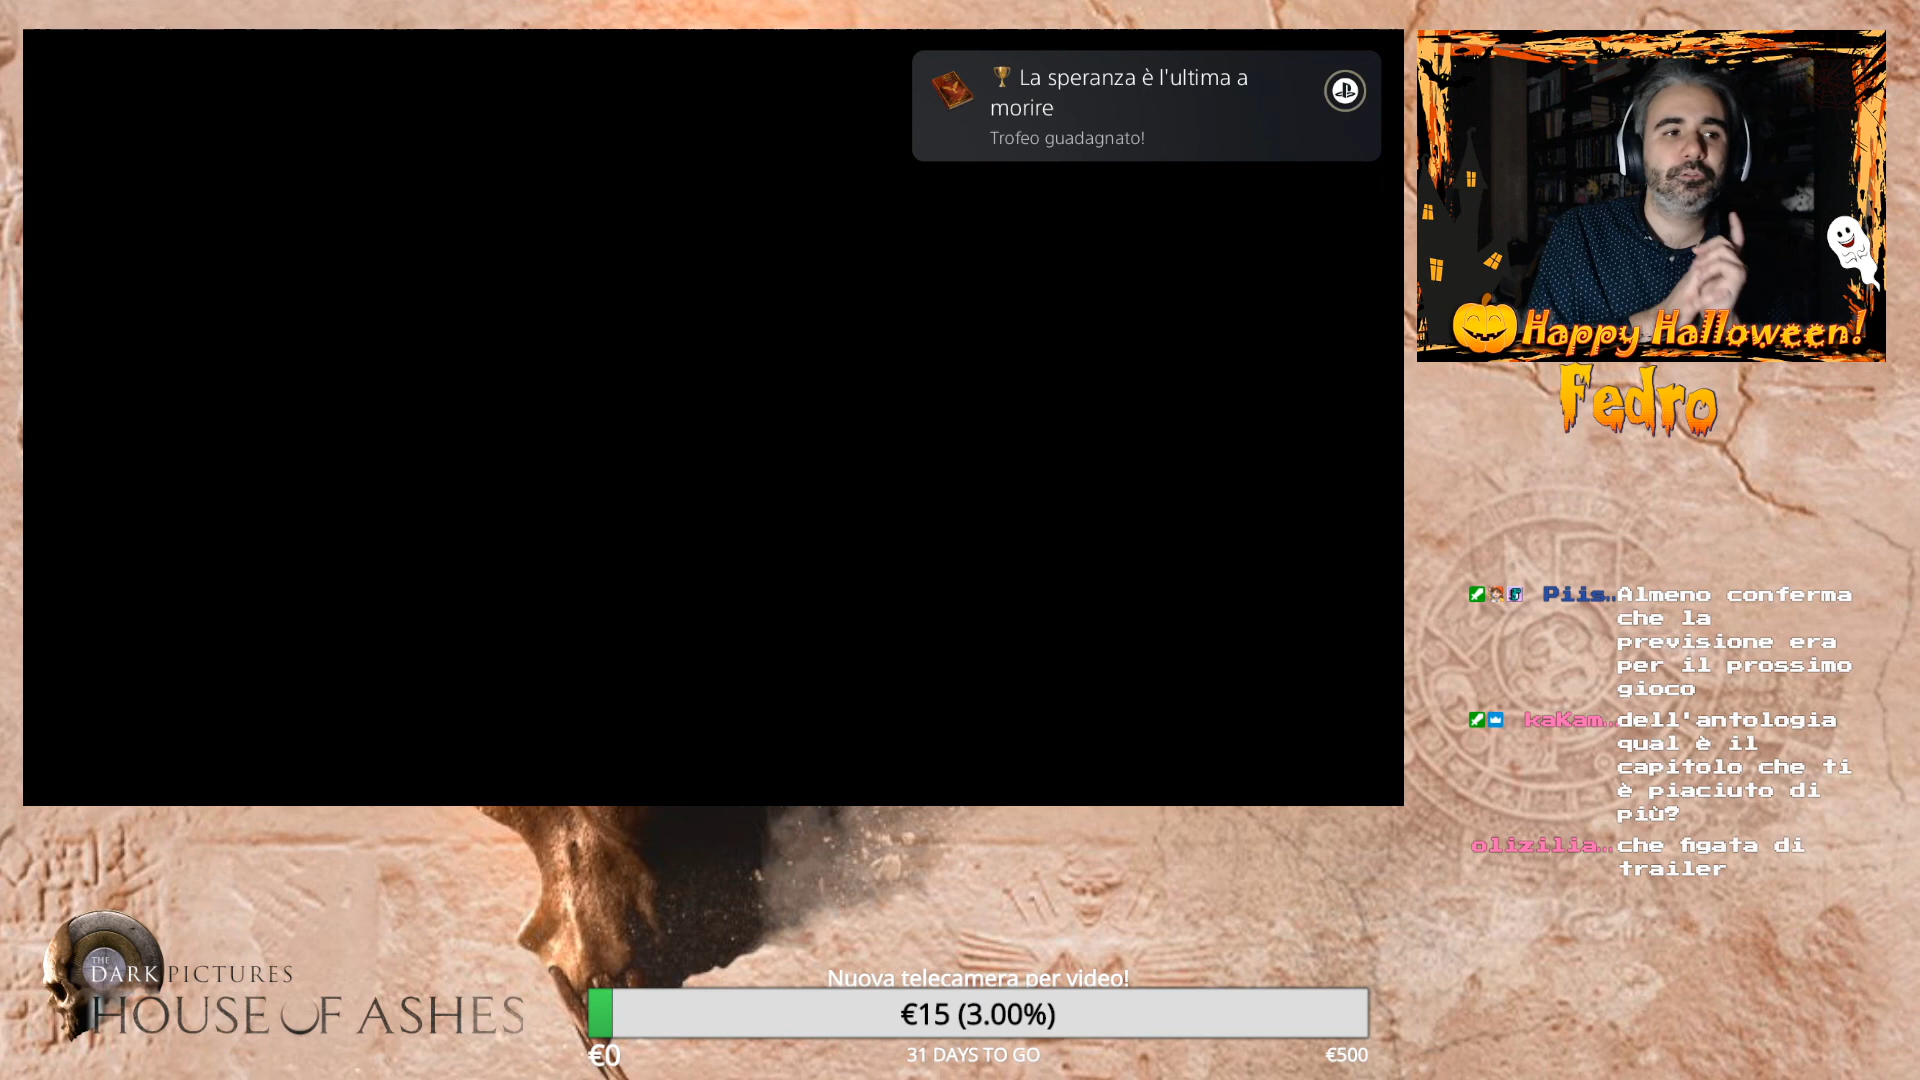 La speranza è l'ultima a
morire
Trofeo guadagnato!
Happy Halloween!
Fedro
Piis..Almeno conferma
che la
previsione era
per il prossimo
gioco
kaKam...dell'antologia
qual è il
capitolo che ti
è piaciuto di
più?
olizilia...che figata di
trailer
THE
DARK PICTURES
HOUSE OF ASHES
Nuova telecamera per video!
€15 (3.00%)
€0
31 DAYS TO GO
€500